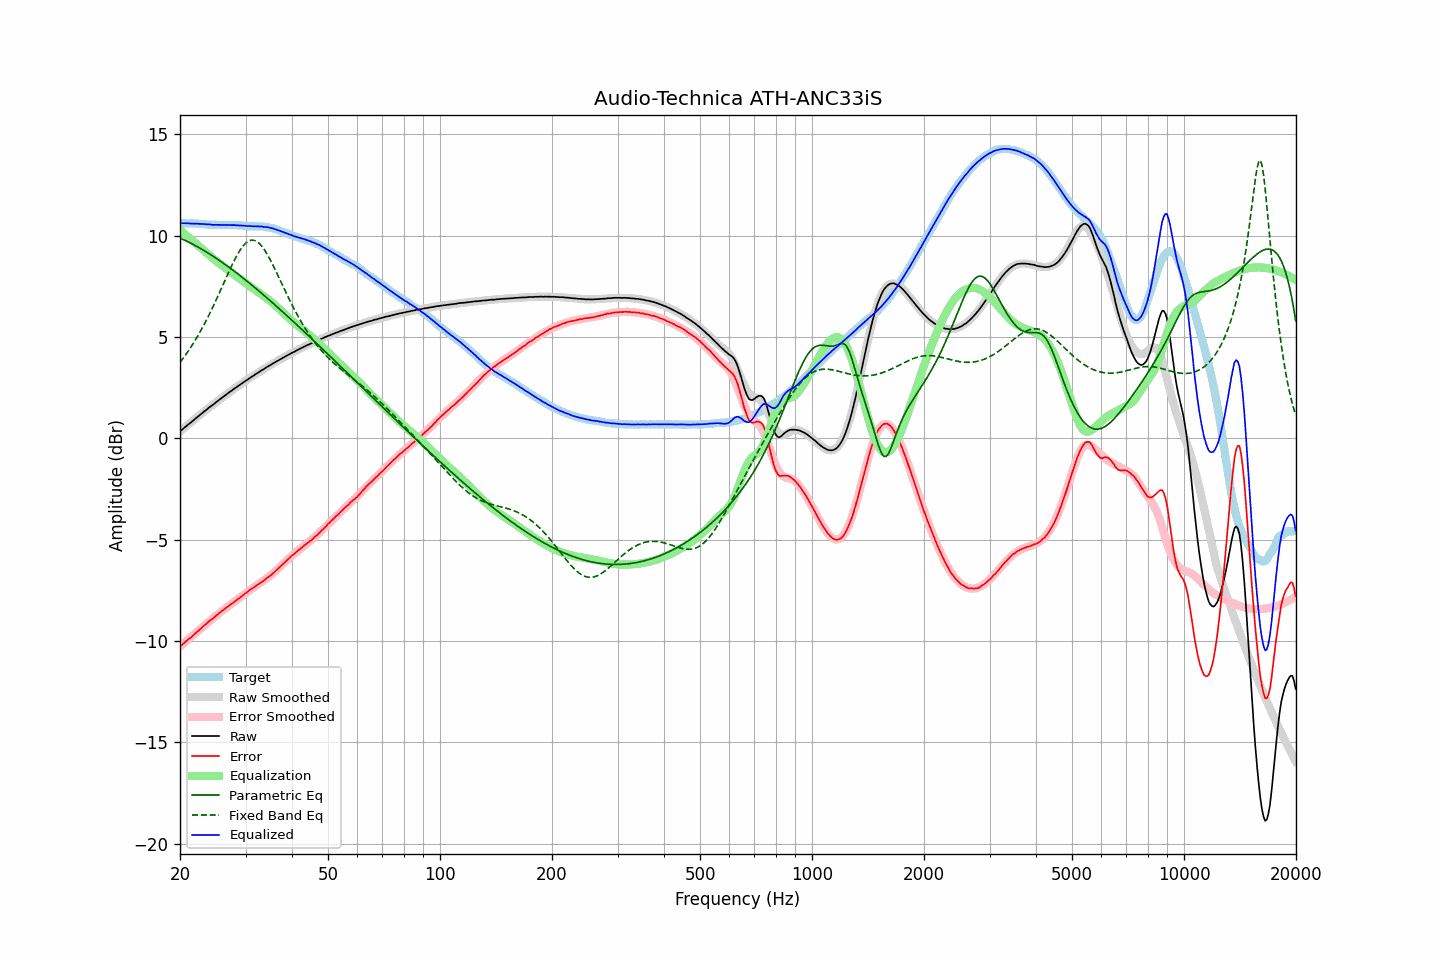 Audio-Technica ATH-ANC33iS
Amplitude (dBr)
15
10
5
0
−5
−10
−15
−20
Target
Raw Smoothed
Error Smoothed
Raw
Error
Equalization
Parametric Eq
Fixed Band Eq
Equalized
20 50 100 200 500 1000 2000 5000 10000 20000
Frequency (Hz)